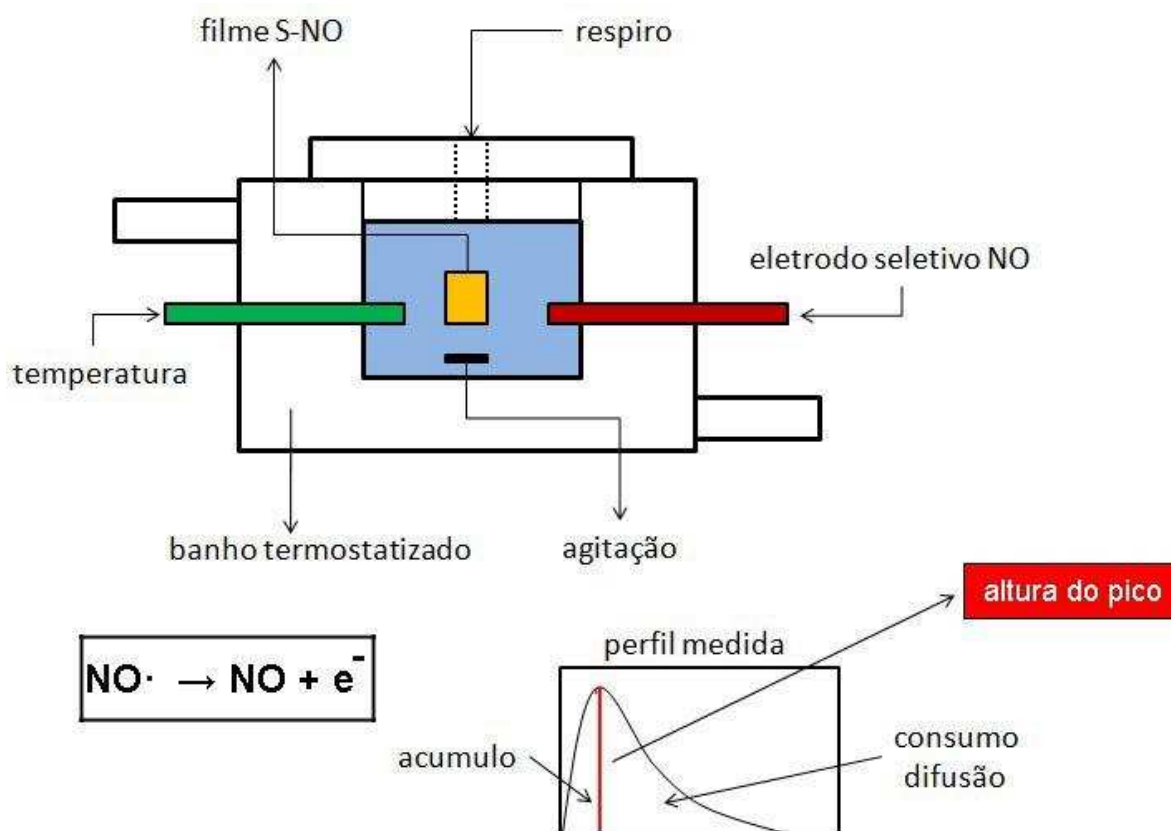 filme S-NO
respiro
eletrodo seletivo NO
temperatura
banho termostatizado
agitação
altura do pico
NO· → NO + e⁻
perfil medida
acumulo
consumo
difusão